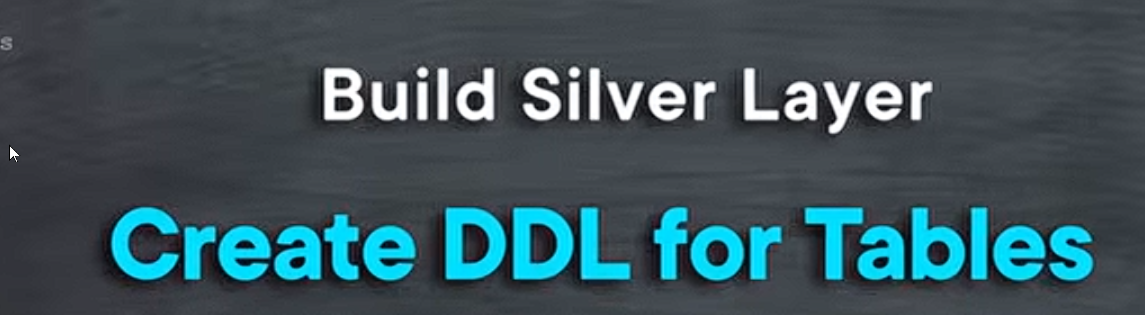 s
Build Silver Layer
Create DDL for Tables